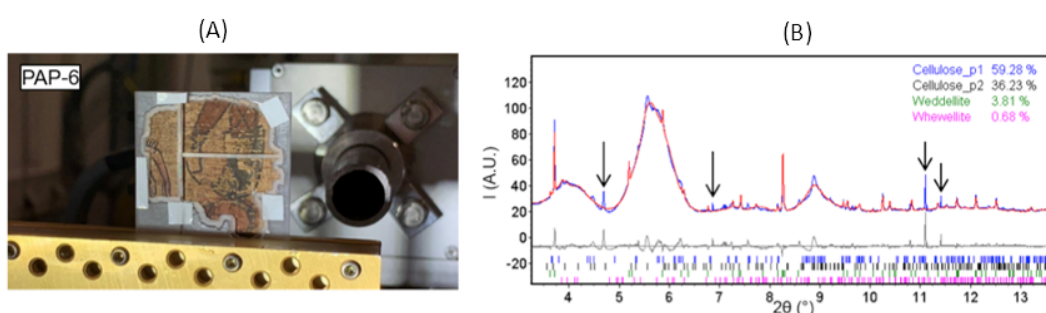 (A)
(B)
PAP-6
Cellulose_p1 59.28 %
Cellulose_p2 36.23 %
Weddellite 3.81 %
Whewellite 0.68 %
I (A.U.)
120
100
80
60
40
20
0
-20
4 5 6 7 8 9 10 11 12 13
2θ (°)